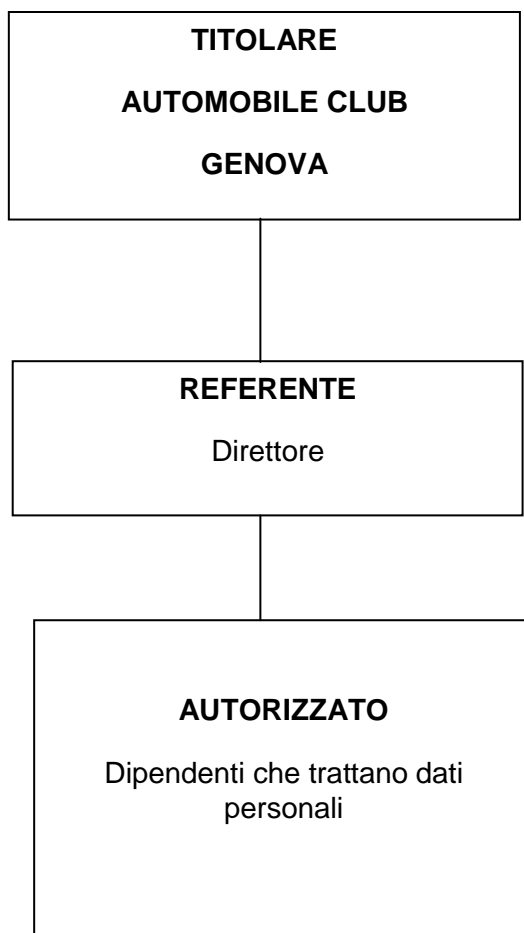 TITOLARE
AUTOMOBILE CLUB
GENOVA
REFERENTE
Direttore
AUTORIZZATO
Dipendenti che trattano dati
personali